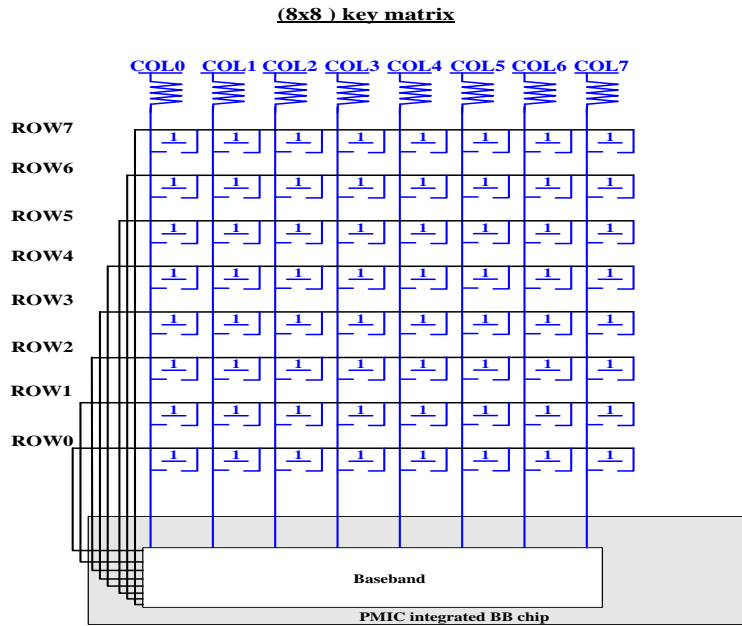 (8x8 ) key matrix
COL0 COL1 COL2 COL3 COL4 COL5 COL6 COL7
ROW7 1 1 1 1 1 1 1 1
ROW6 1 1 1 1 1 1 1 1
ROW5 1 1 1 1 1 1 1 1
ROW4 1 1 1 1 1 1 1 1
ROW3 1 1 1 1 1 1 1 1
ROW2 1 1 1 1 1 1 1 1
ROW1 1 1 1 1 1 1 1 1
ROW0 1 1 1 1 1 1 1 1
Baseband
PMIC integrated BB chip